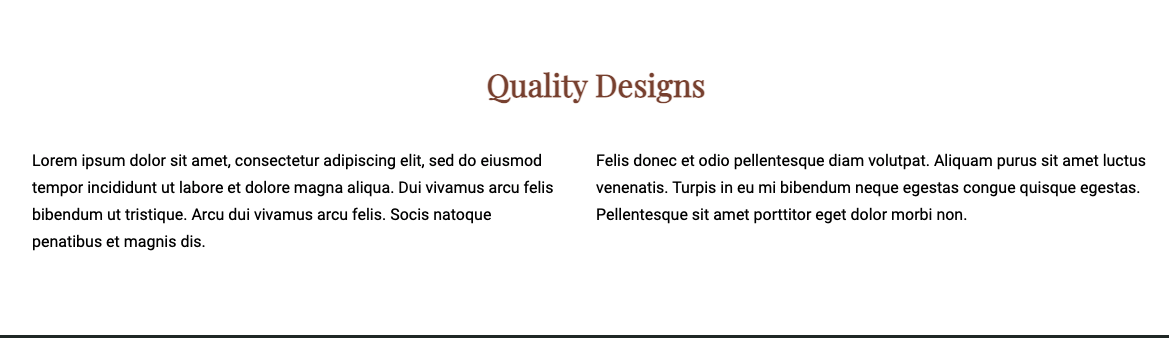 Quality Designs
Lorem ipsum dolor sit amet, consectetur adipiscing elit, sed do eiusmod
tempor incididunt ut labore et dolore magna aliqua. Dui vivamus arcu felis
bibendum ut tristique. Arcu dui vivamus arcu felis. Socis natoque
penatibus et magnis dis.
Felis donec et odio pellentesque diam volutpat. Aliquam purus sit amet luctus
venenatis. Turpis in eu mi bibendum neque egestas congue quisque egestas.
Pellentesque sit amet porttitor eget dolor morbi non.